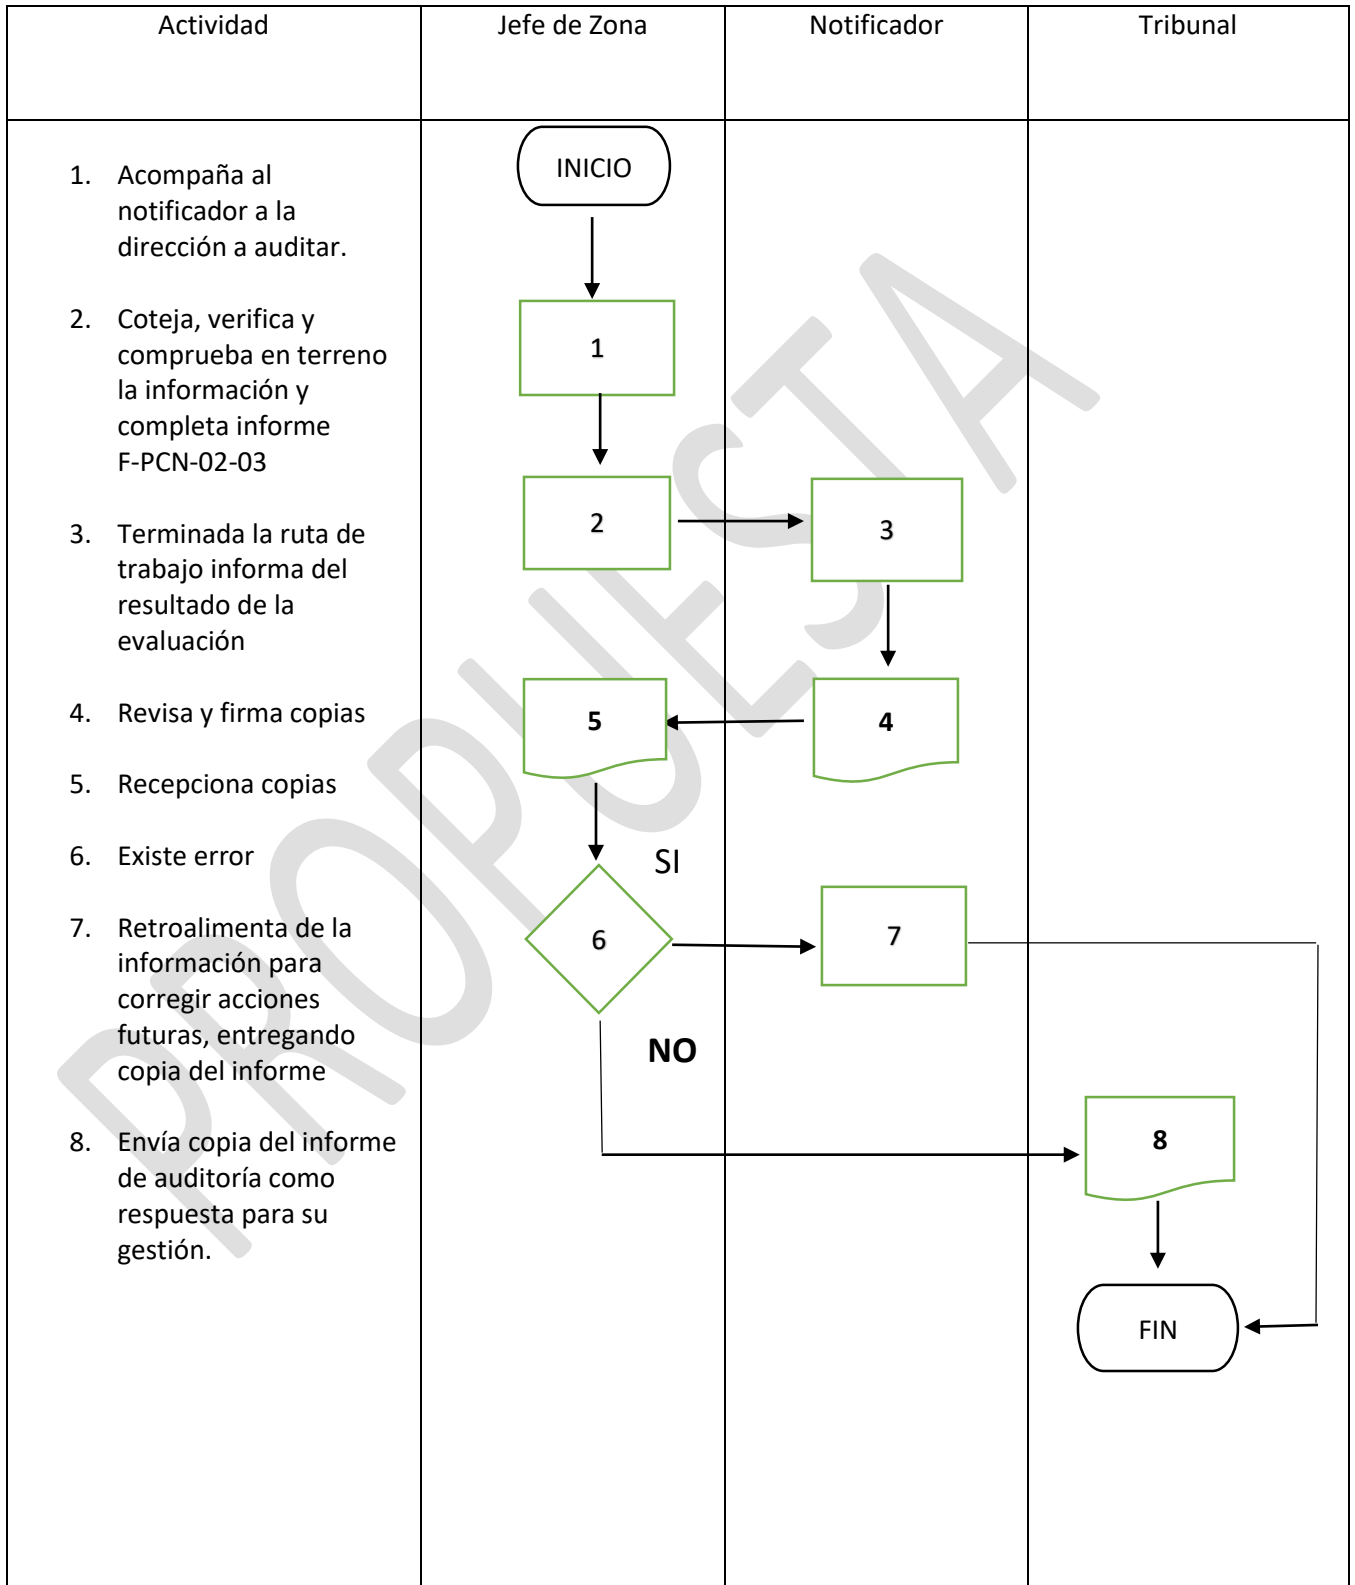 Actividad
Jefe de Zona
Notificador
Tribunal
1. Acompaña al
notificador a la
dirección a auditar.
2. Coteja, verifica y
comprueba en terreno
la información y
completa informe
F-PCN-02-03
3. Terminada la ruta de
trabajo informa del
resultado de la
evaluación
4. Revisa y firma copias
5. Recepciona copias
6. Existe error
7. Retroalimenta de la
información para
corregir acciones
futuras, entregando
copia del informe
8. Envía copia del informe
de auditoría como
respuesta para su
gestión.
INICIO
1
2
3
4
5
SI
6
7
NO
8
FIN
PROPUESTA